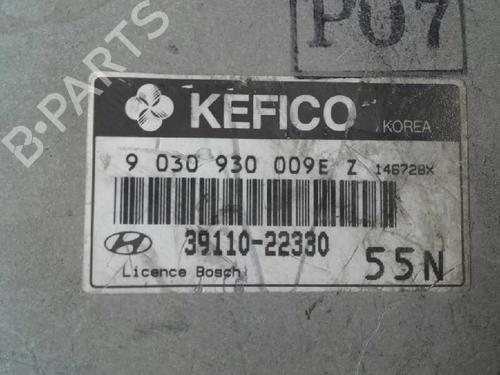 P07
KEFICO
KOREA
9 030 930 009E Z 146728X
39110-22330
Licence Bosch
55N
B-PARTS